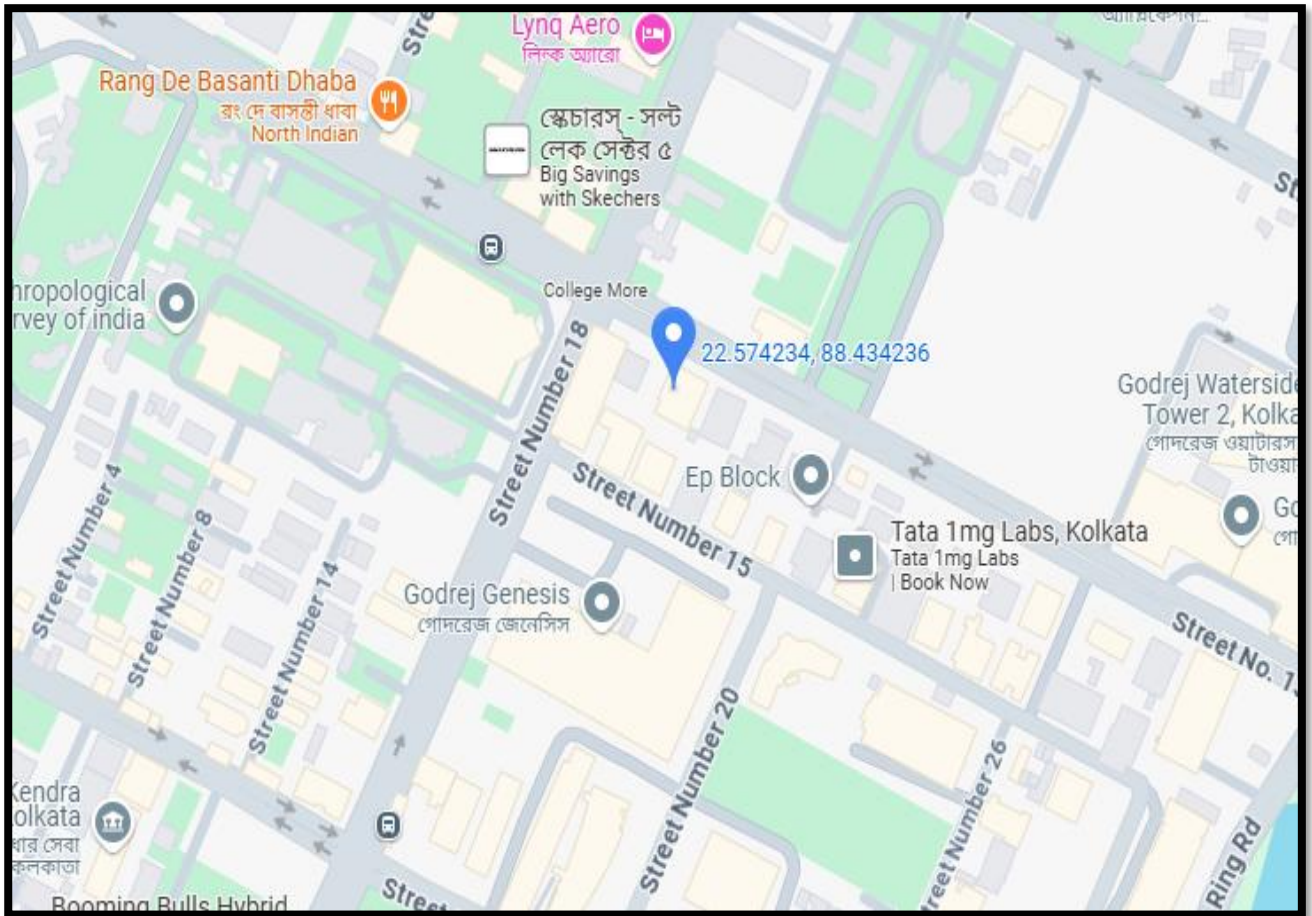 Lynq Aero
লিন্ক অ্যারো
Rang De Basanti Dhaba
রং দে বাসন্তী ধাবা
North Indian
স্কেচারস্ - সল্ট
লেক সেক্টর ৫
Big Savings
with Skechers
College More
hropological
rvey of india
22.574234, 88.434236
Street Number 18
Godrej Waterside
Tower 2, Kolka
গোদরেজ ওয়াটারস
টাওয়া
Ep Block
Street Number 15
Tata 1mg Labs, Kolkata
Tata 1mg Labs
| Book Now
Street Number 4
Street Number 8
Street Number 14
Godrej Genesis
গোদরেজ জেনেসিস
Street No. 1
Street Number 20
Street Number 26
Kendra
olkata
ধার সেবা
কলকাতা
Ring Rd
Booming Bulls Hybrid
Street